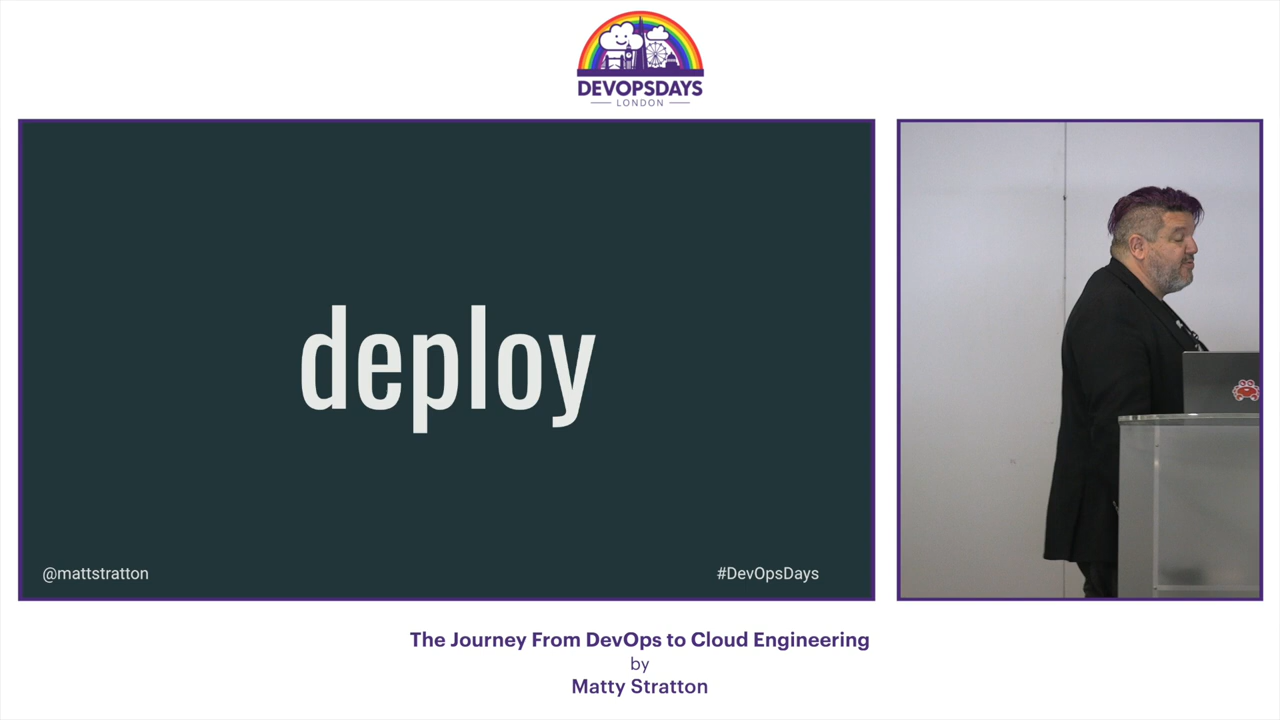 DEVOPSDAYS
LONDON
deploy
@mattstratton
#DevOpsDays
The Journey From DevOps to Cloud Engineering
by
Matty Stratton